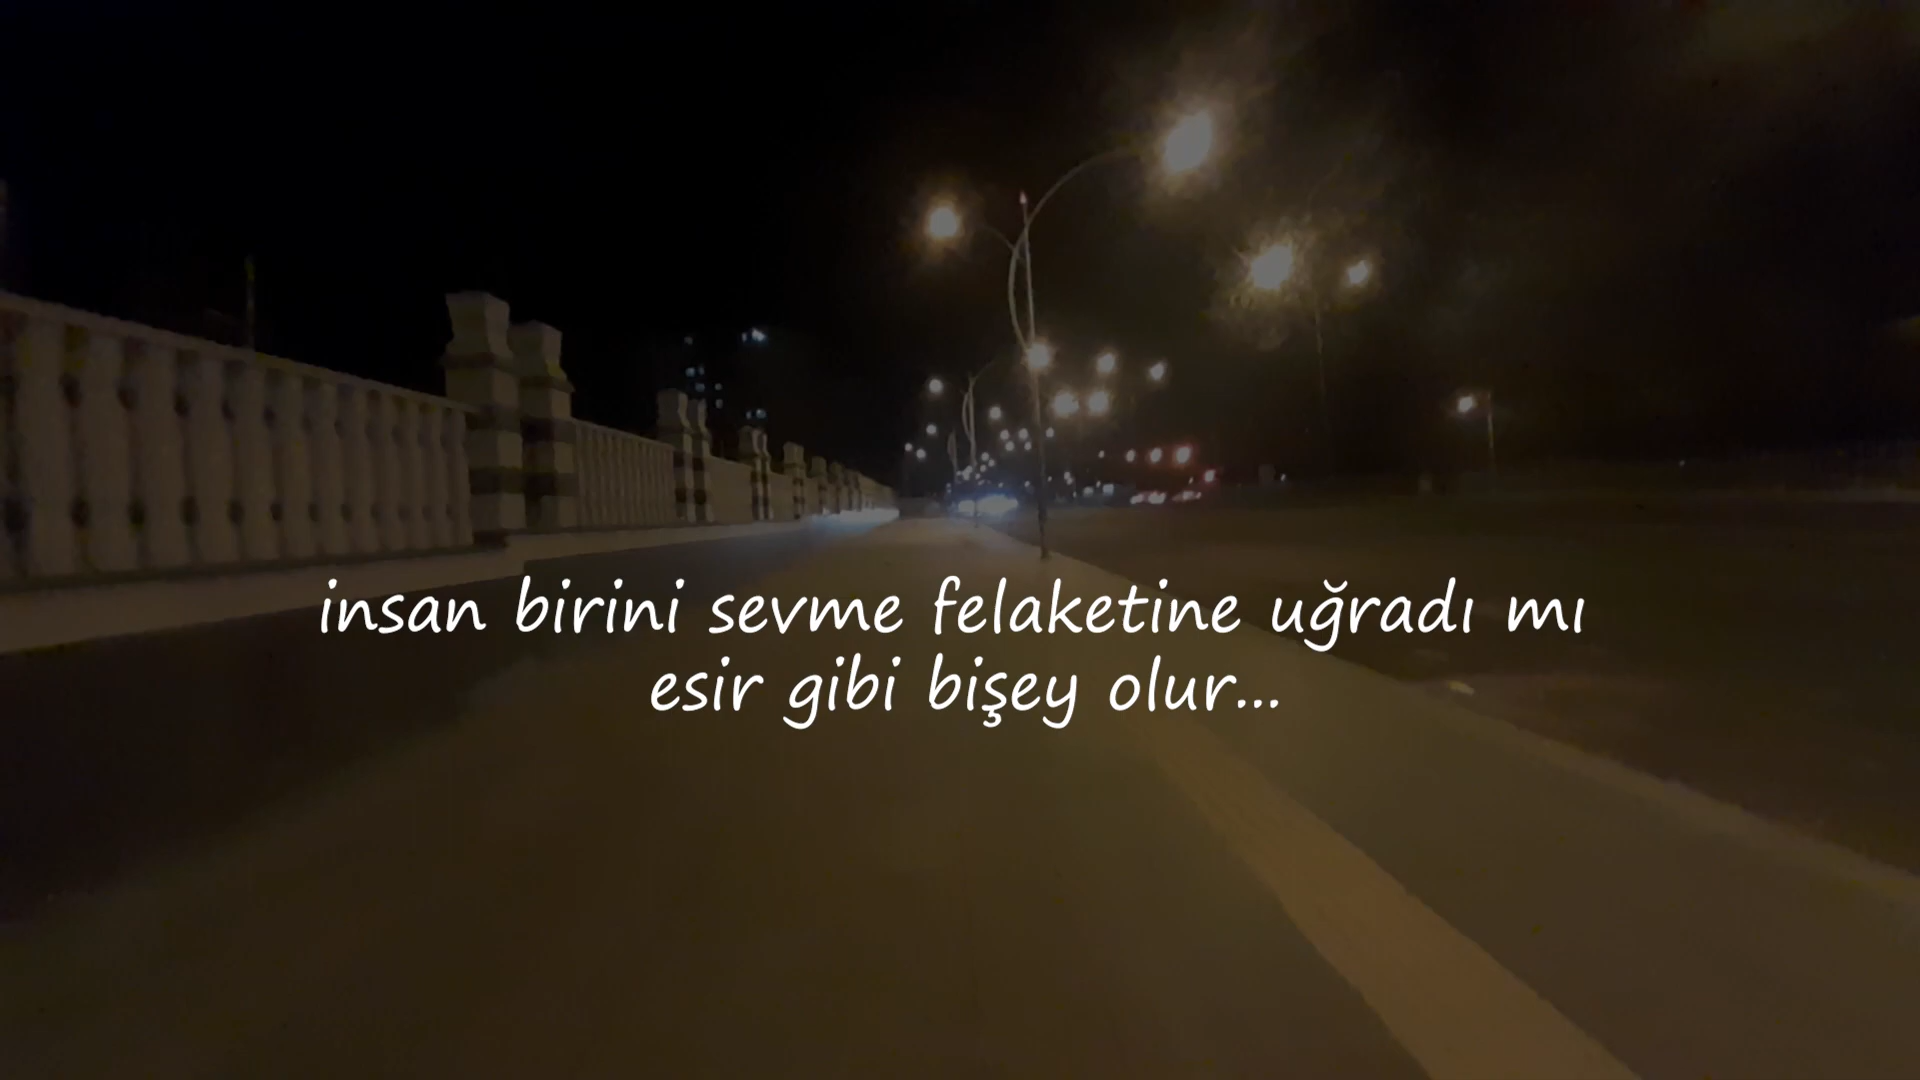 insan birini sevme felaketine uğradı mı
esir gibi bişey olur...